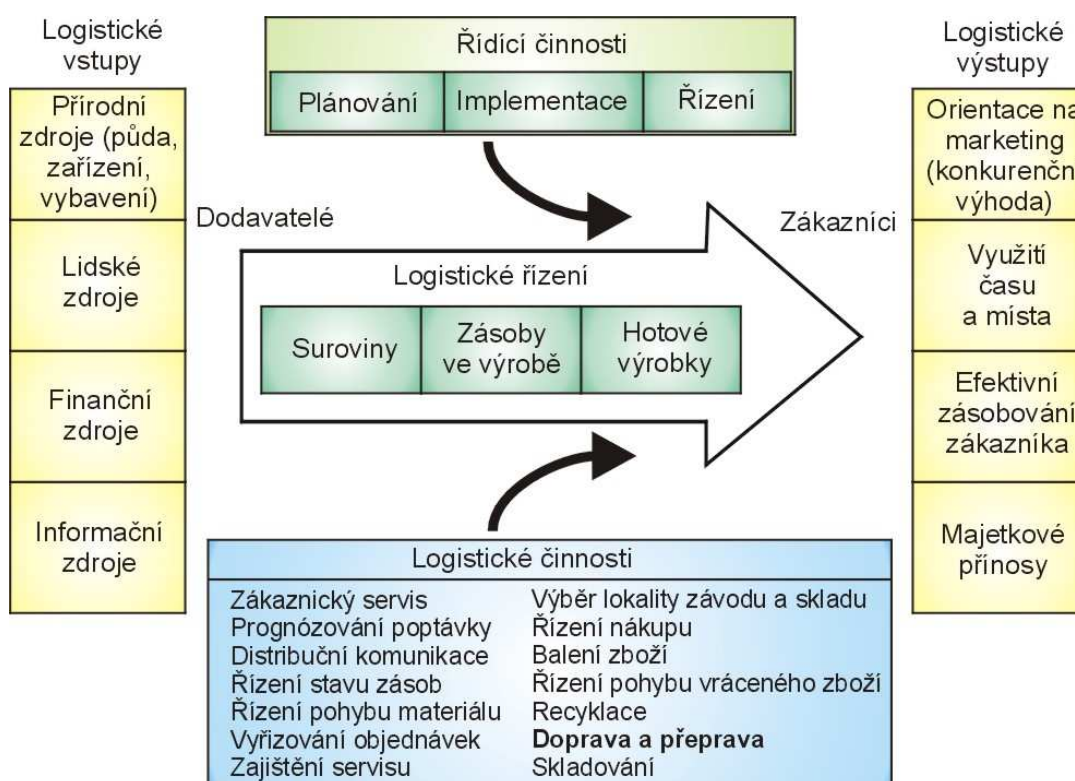 Logistické
vstupy
Přírodní
zdroje (půda,
zařízení,
vybavení)
Lidské
zdroje
Finanční
zdroje
Informační
zdroje
Řídící činnosti
Plánování
Implementace
Řízení
Dodavatelé
Zákazníci
Logistické řízení
Suroviny
Zásoby
ve výrobě
Hotové
výrobky
Logistické činnosti
Zákaznický servis
Prognózování poptávky
Distribuční komunikace
Řízení stavu zásob
Řízení pohybu materiálu
Vyřizování objednávek
Zajištění servisu
Výběr lokality závodu a skladu
Řízení nákupu
Balení zboží
Řízení pohybu vráceného zboží
Recyklace
Doprava a přeprava
Skladování
Logistické
výstupy
Orientace na
marketing
(konkurenčn
výhoda)
Využití
času
a místa
Efektivní
zásobování
zákazníka
Majetkové
přínosy